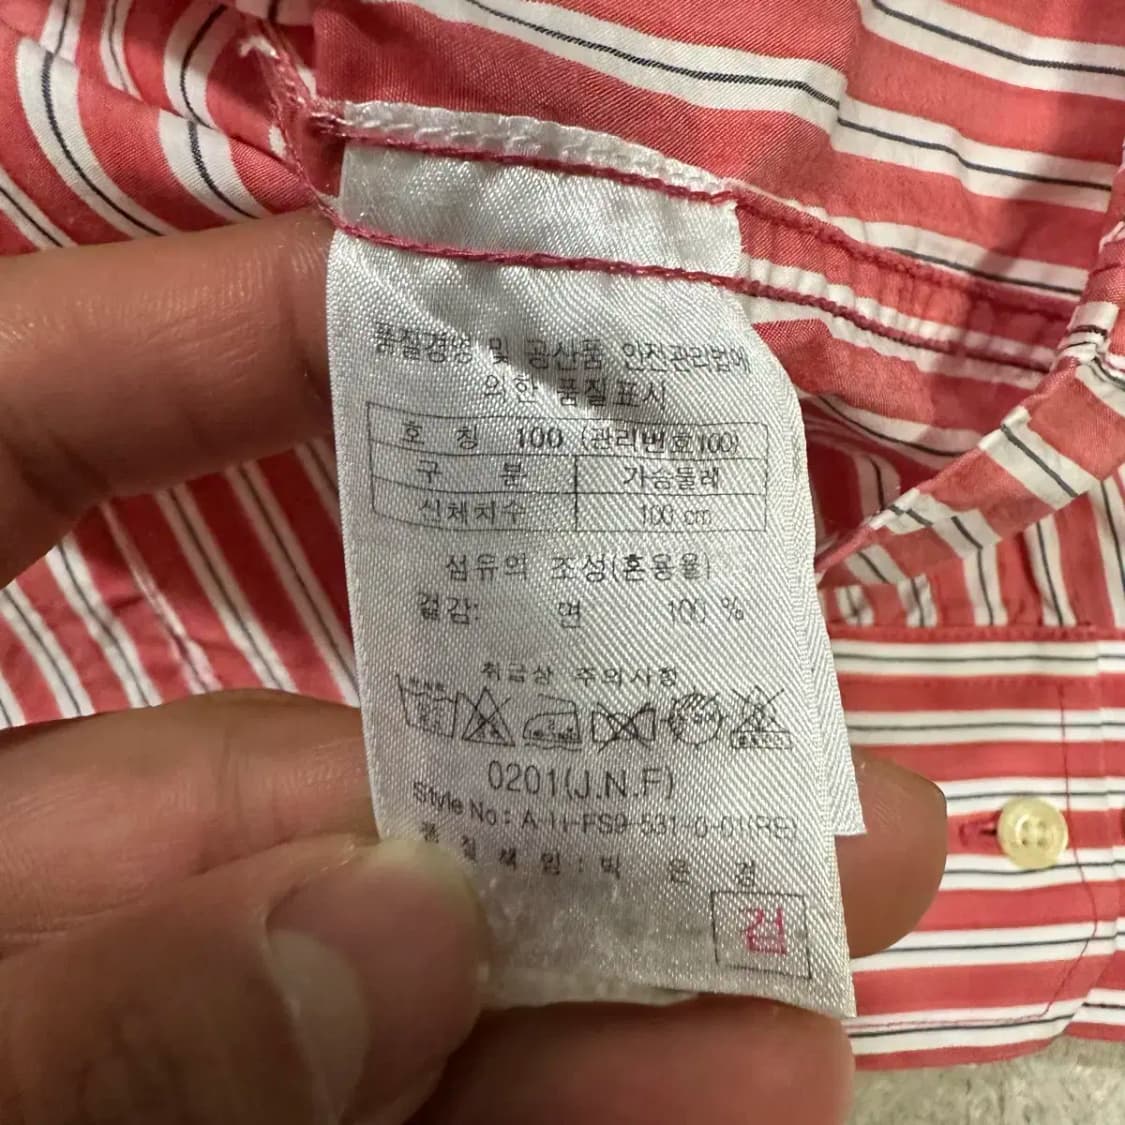 품질경영 및 공산품 안전관리법에
의한 품질표시
호 칭 100 (관리번호100)
구 분 가슴둘레
신체치수 100 cm
섬유의 조성(혼용율)
겉감: 면 100 %
취급상 주의사항
0201(J.N.F)
Style No: A-11-FS9-531-0-01(RE)
품 질 책 임 : 박 은 경
검